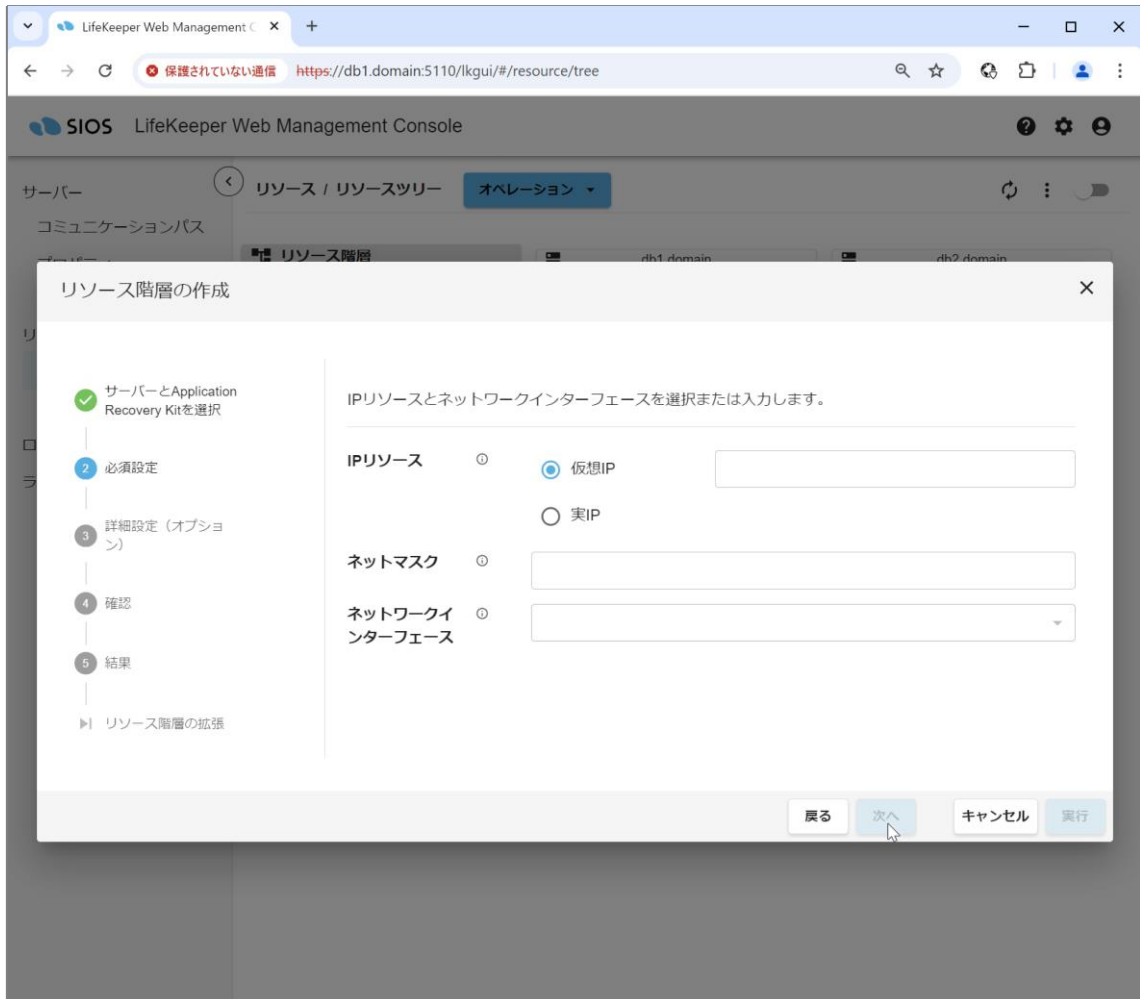 LifeKeeper Web Management C
保護されていない通信 https://db1.domain:5110/lkgui/#/resource/tree
SIOS LifeKeeper Web Management Console
サーバー
コミュニケーションパス
リソース / リソースツリー オペレーション
リソース階層 db1.domain db2.domain
リソース階層の作成
サーバーとApplication
Recovery Kitを選択
2 必須設定
3 詳細設定（オプショ
ン）
4 確認
5 結果
リソース階層の拡張
IPリソースとネットワークインターフェースを選択または入力します。
IPリソース 仮想IP
実IP
ネットマスク
ネットワークイ
ンターフェース
戻る 次へ キャンセル 実行